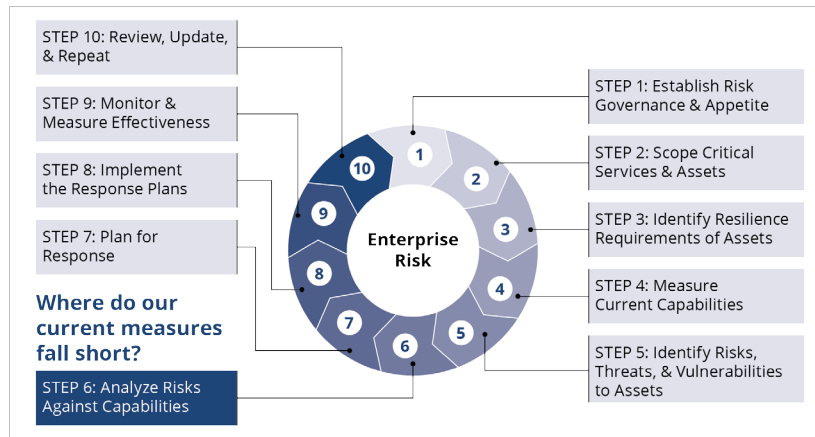 STEP 10: Review, Update,
& Repeat
STEP 9: Monitor &
Measure Effectiveness
STEP 8: Implement
the Response Plans
STEP 7: Plan for
Response
Where do our
current measures
fall short?
STEP 6: Analyze Risks
Against Capabilities
Enterprise
Risk
1
2
3
4
5
6
7
8
9
10
STEP 1: Establish Risk
Governance & Appetite
STEP 2: Scope Critical
Services & Assets
STEP 3: Identify Resilience
Requirements of Assets
STEP 4: Measure
Current Capabilities
STEP 5: Identify Risks,
Threats, & Vulnerabilities
to Assets